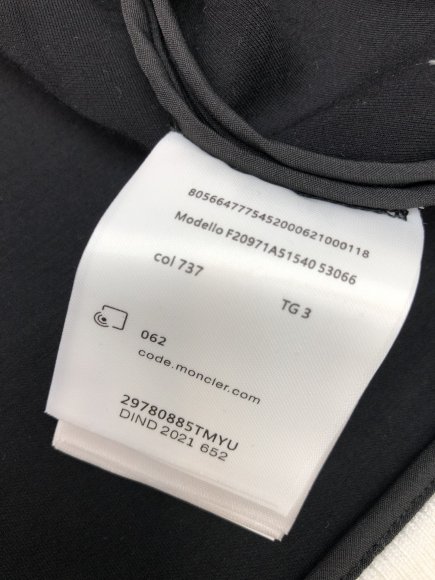 8056647775452000621000118
Modello F20971A51540 53066
col 737 TG 3
062
code.moncler.com
29780885TMYU
DIND 2021 652